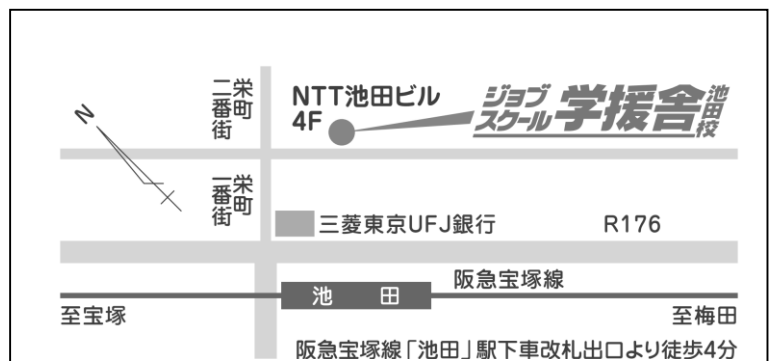 栄町二番街
NTT池田ビル
4F
ジョブスクール 学援舎 池田校
N
栄町一番街
三菱東京UFJ銀行
R176
池田
阪急宝塚線
至宝塚
至梅田
阪急宝塚線「池田」駅下車改札出口より徒歩4分